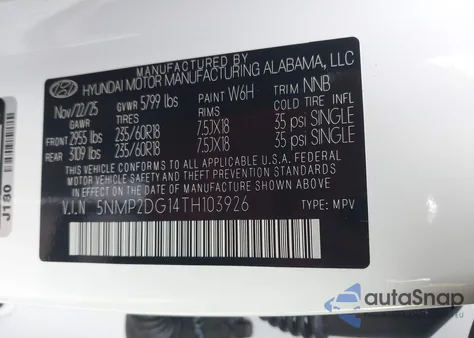 MANUFACTURED BY
HYUNDAI MOTOR MANUFACTURING ALABAMA, LLC
Nov/22/25 GVWR 5799 lbs PAINT W6H TRIM NNB
GAWR TIRES RIMS COLD TIRE INFL
FRONT 2955 lbs 235/60R18 7.5JX18 35 psi SINGLE
REAR 3109 lbs 235/60R18 7.5JX18 35 psi SINGLE
THIS VEHICLE CONFORMS TO ALL APPLICABLE U.S.A. FEDERAL
MOTOR VEHICLE SAFETY AND THEFT PREVENTION STANDARDS
IN EFFECT ON THE DATE OF MANUFACTURE SHOWN ABOVE.
V.I.N 5NMP2DG14TH103926 TYPE: MPV
J180
autoSnap